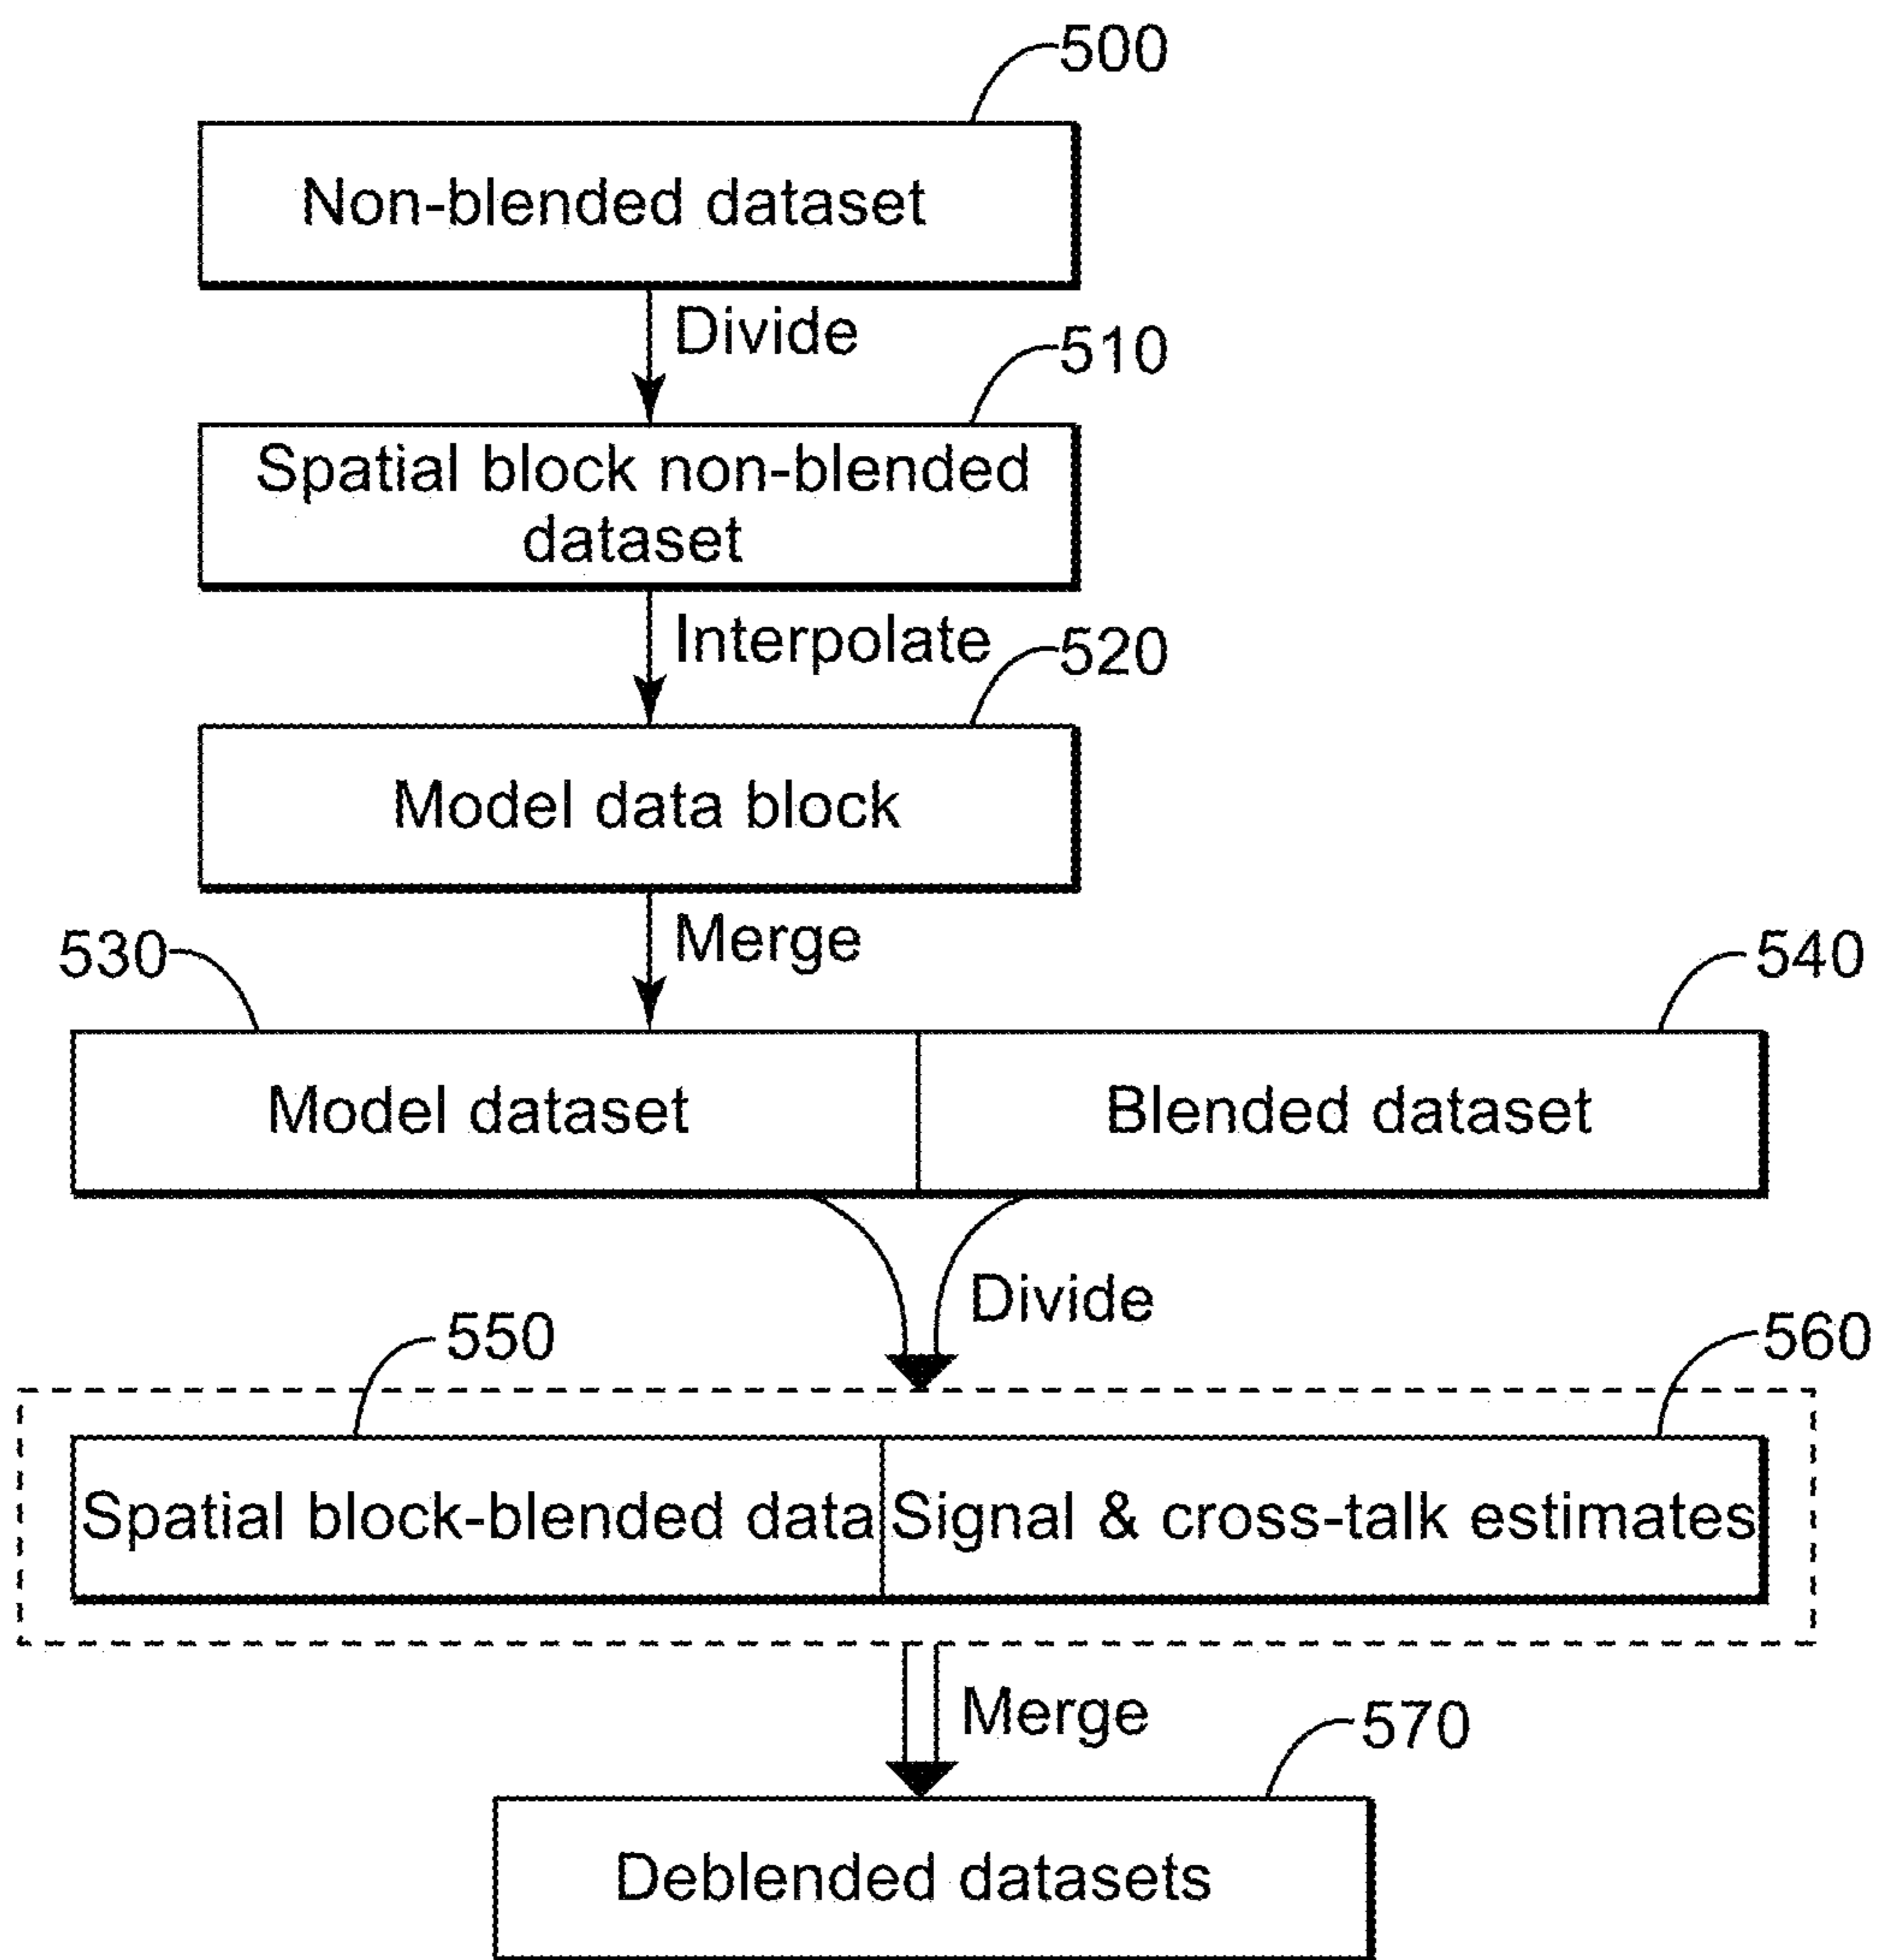 500
Non-blended dataset
Divide
510
Spatial block non-blended
dataset
Interpolate
520
Model data block
Merge
530
540
Model dataset
Blended dataset
Divide
550
560
Spatial block-blended data
Signal & cross-talk estimates
Merge
570
Deblended datasets